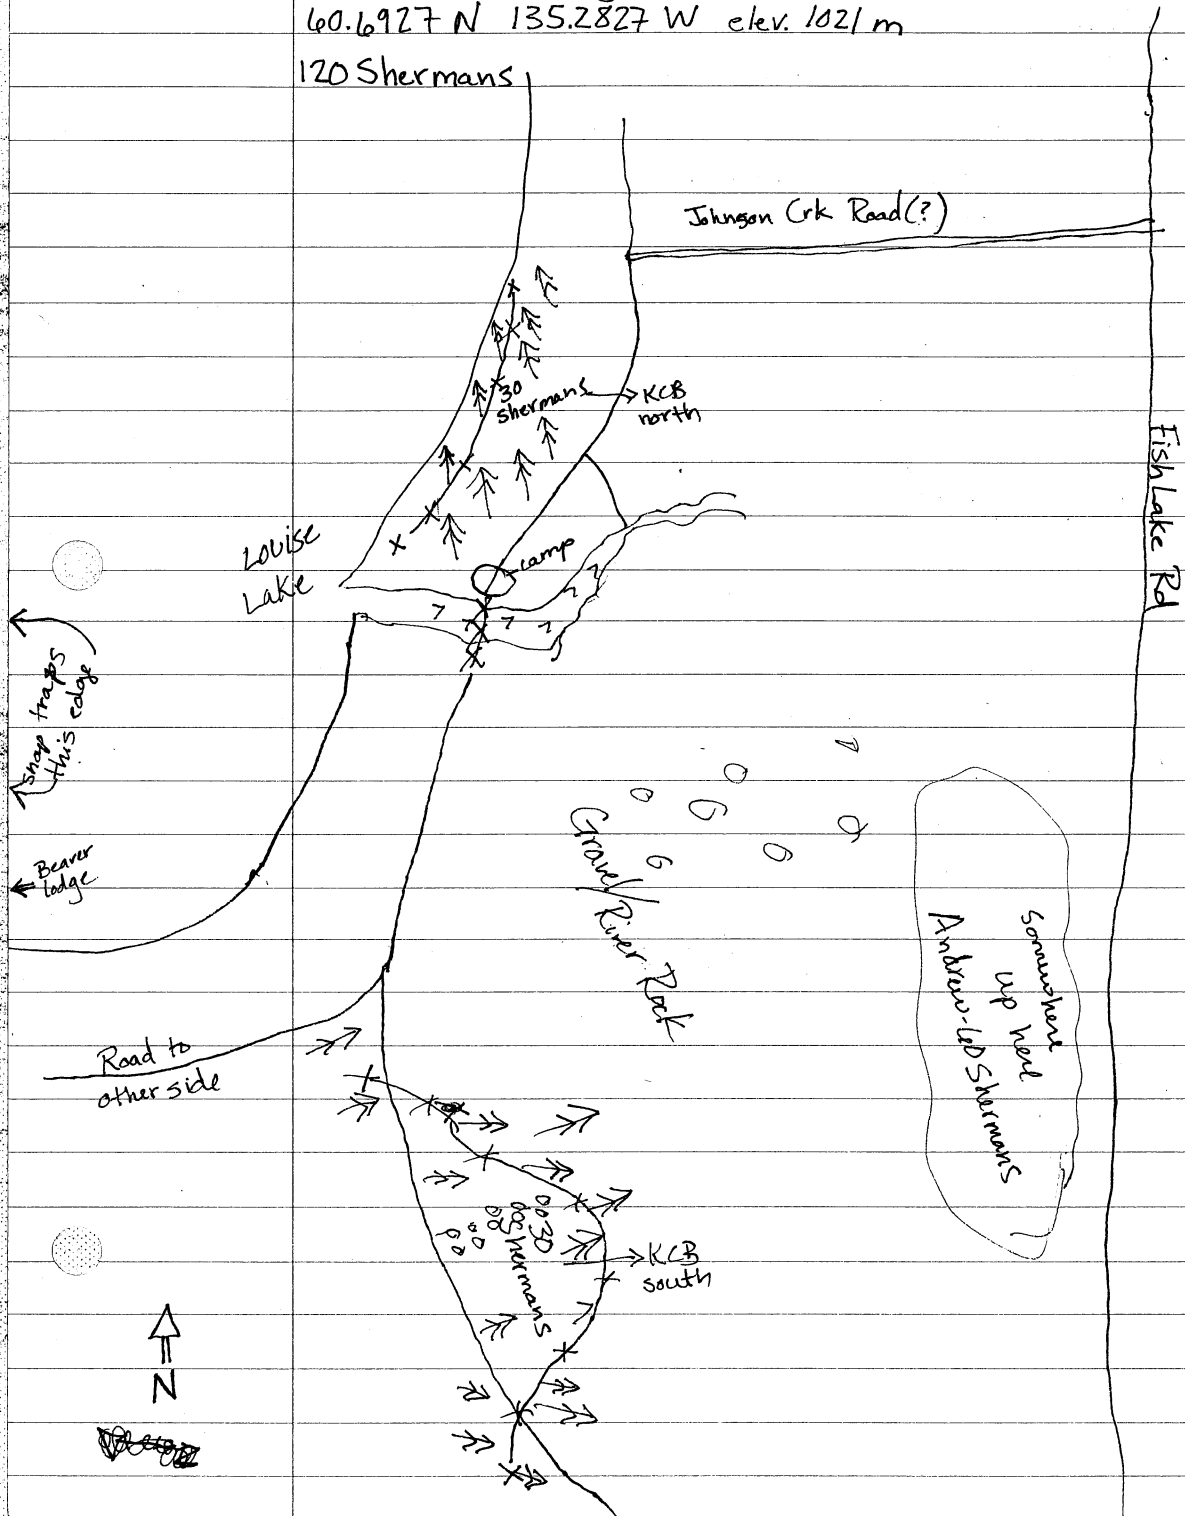 60.6927 N 135.2827 W elev. 1021 m
120 Shermans
Johnson Crk Road(?)
30
shermans
KCB
north
Fish Lake Rd
Louise
Lake
camp
snap traps
this edge
Beaver
lodge
Gravel/River Rock
somewhere
up here
Andrew-60 Shermans
Road to
other side
30
Shermans
KCB
south
N